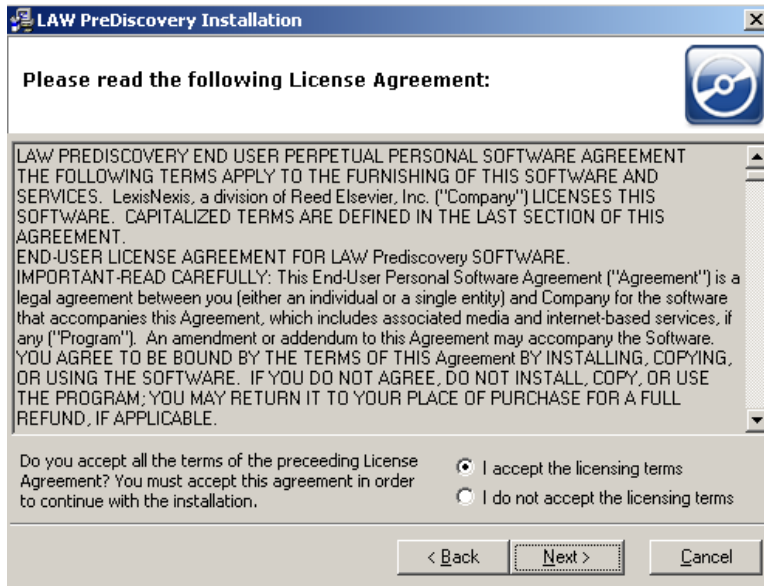 LAW PreDiscovery Installation
Please read the following License Agreement:
LAW PREDISCOVERY END USER PERPETUAL PERSONAL SOFTWARE AGREEMENT
THE FOLLOWING TERMS APPLY TO THE FURNISHING OF THIS SOFTWARE AND
SERVICES.  LexisNexis, a division of Reed Elsevier, Inc. ("Company") LICENSES THIS
SOFTWARE.  CAPITALIZED TERMS ARE DEFINED IN THE LAST SECTION OF THIS
AGREEMENT.
END-USER LICENSE AGREEMENT FOR LAW Prediscovery SOFTWARE.
IMPORTANT-READ CAREFULLY: This End-User Personal Software Agreement ("Agreement") is a
legal agreement between you (either an individual or a single entity) and Company for the software
that accompanies this Agreement, which includes associated media and internet-based services, if
any ("Program").  An amendment or addendum to this Agreement may accompany the Software.
YOU AGREE TO BE BOUND BY THE TERMS OF THIS Agreement BY INSTALLING, COPYING,
OR USING THE SOFTWARE.  IF YOU DO NOT AGREE, DO NOT INSTALL, COPY, OR USE
THE PROGRAM; YOU MAY RETURN IT TO YOUR PLACE OF PURCHASE FOR A FULL
REFUND, IF APPLICABLE.
Do you accept all the terms of the preceeding License
Agreement? You must accept this agreement in order
to continue with the installation.
I accept the licensing terms
I do not accept the licensing terms
< Back
Next >
Cancel